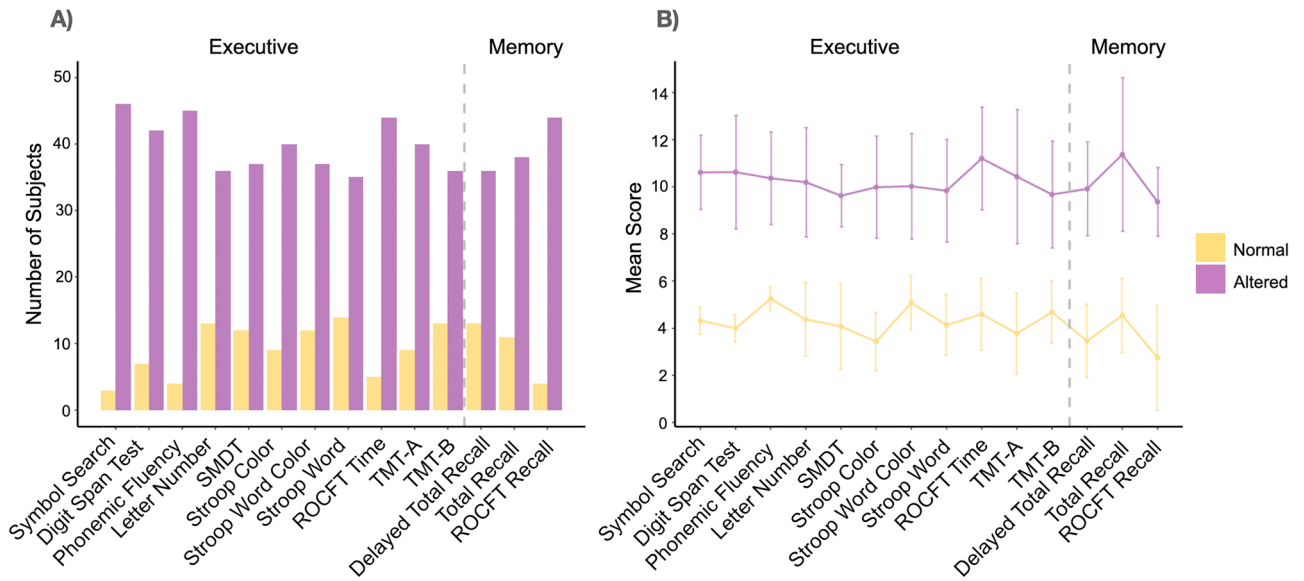 A)
Executive
Memory
Number of Subjects
50
40
30
20
10
0
Symbol Search
Digit Span Test
Phonemic Fluency
Letter Number
SMDT
Stroop Color
Stroop Word Color
Stroop Word
ROCFT Time
TMT-A
TMT-B
Delayed Total Recall
Total Recall
ROCFT Recall
B)
Executive
Memory
Mean Score
14
12
10
8
6
4
2
0
Symbol Search
Digit Span Test
Phonemic Fluency
Letter Number
SMDT
Stroop Color
Stroop Word Color
Stroop Word
ROCFT Time
TMT-A
TMT-B
Delayed Total Recall
Total Recall
ROCFT Recall
Normal
Altered